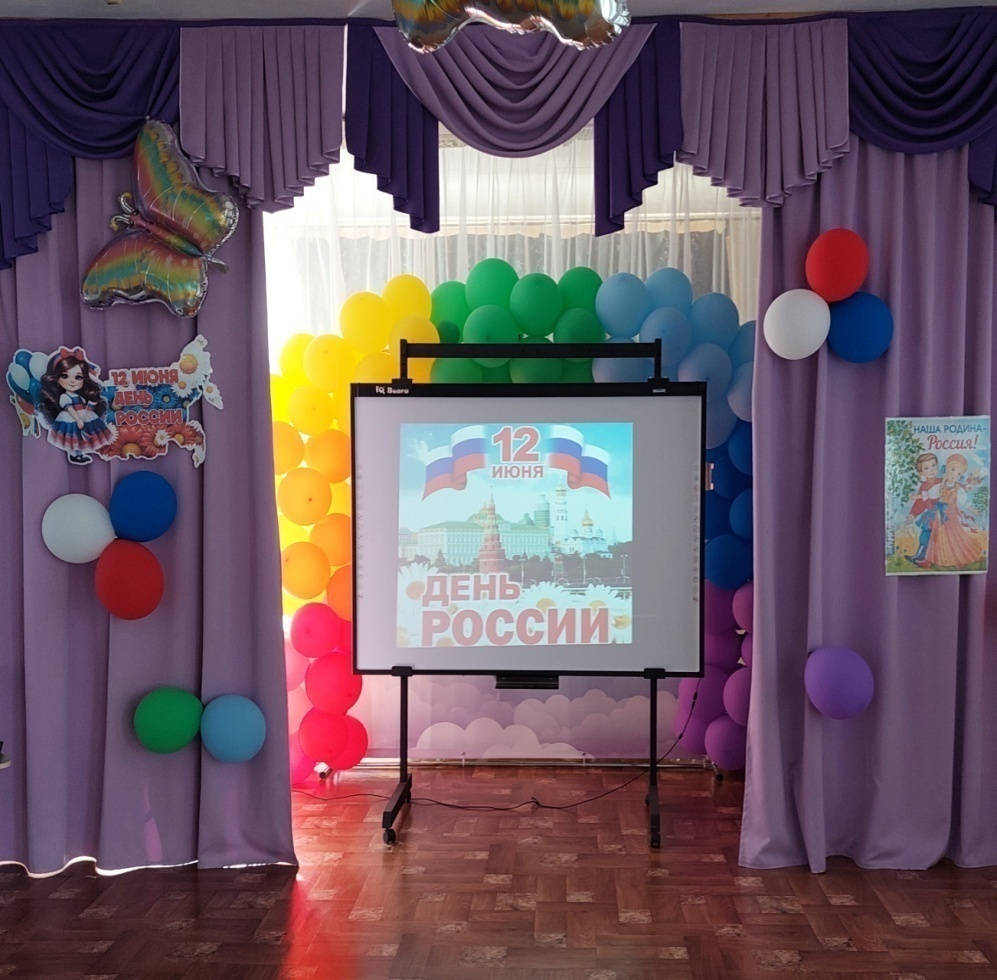 12 ИЮНЯ
ДЕНЬ
РОССИИ
IQ Board
12
ИЮНЯ
ДЕНЬ
РОССИИ
НАША РОДИНА-
Россия!